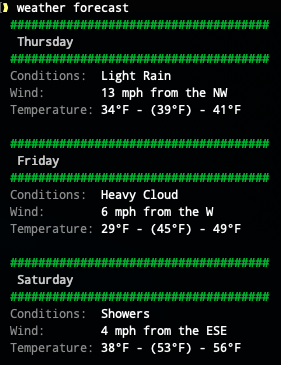 weather forecast
#####################################
Thursday
#####################################
Conditions: Light Rain
Wind: 13 mph from the NW
Temperature: 34°F - (39°F) - 41°F
#####################################
Friday
#####################################
Conditions: Heavy Cloud
Wind: 6 mph from the W
Temperature: 29°F - (45°F) - 49°F
#####################################
Saturday
#####################################
Conditions: Showers
Wind: 4 mph from the ESE
Temperature: 38°F - (53°F) - 56°F